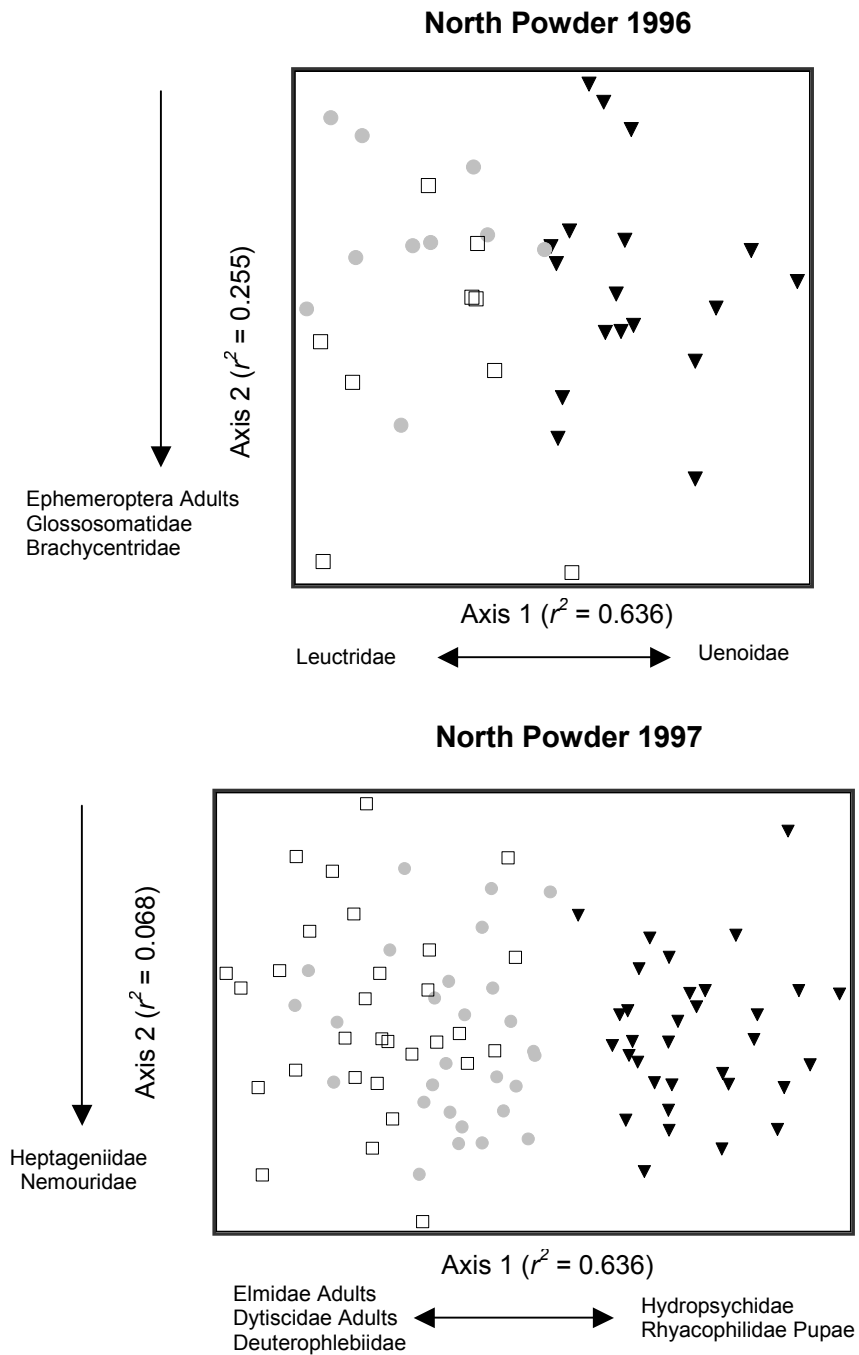 North Powder 1996
Axis 2 (r² = 0.255)
Ephemeroptera Adults
Glossosomatidae
Brachycentridae
Axis 1 (r² = 0.636)
Leuctridae
Uenoidae
North Powder 1997
Axis 2 (r² = 0.068)
Heptageniidae
Nemouridae
Axis 1 (r² = 0.636)
Elmidae Adults
Dytiscidae Adults
Deuterophlebiidae
Hydropsychidae
Rhyacophilidae Pupae